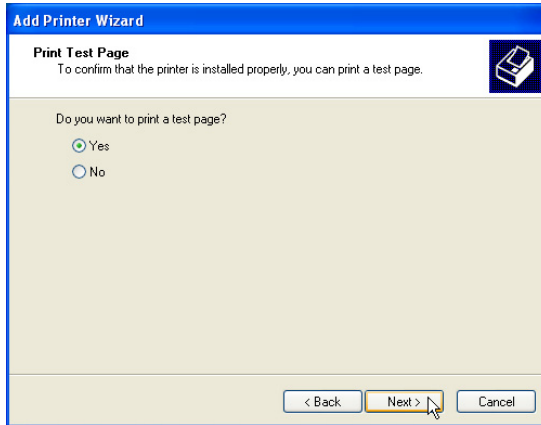 Add Printer Wizard
Print Test Page
To confirm that the printer is installed properly, you can print a test page.
Do you want to print a test page?
Yes
No
< Back Next > Cancel